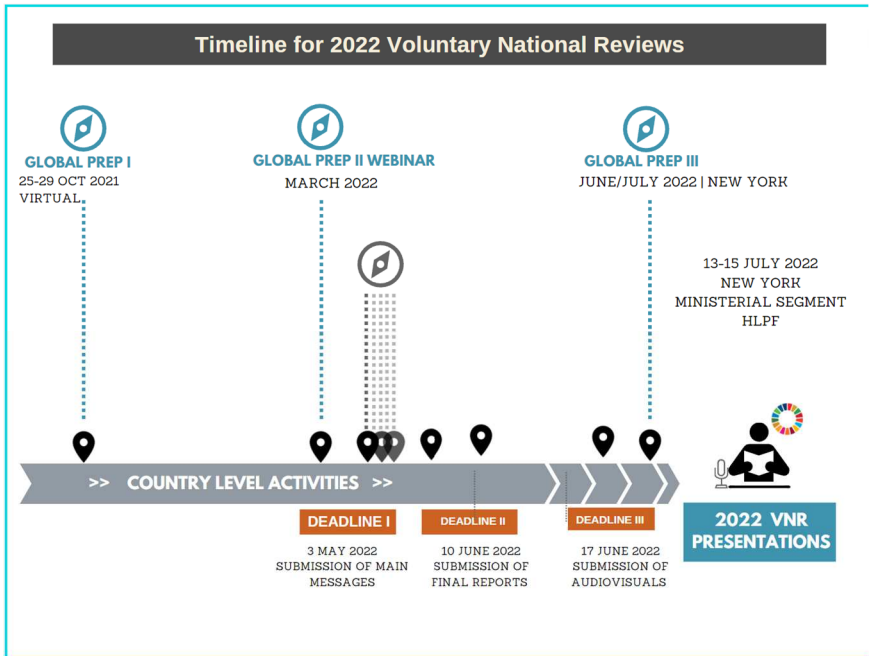 Timeline for 2022 Voluntary National Reviews
GLOBAL PREP I
25-29 OCT 2021
VIRTUAL
GLOBAL PREP II WEBINAR
MARCH 2022
GLOBAL PREP III
JUNE/JULY 2022 | NEW YORK
13-15 JULY 2022
NEW YORK
MINISTERIAL SEGMENT
HLPF
>> COUNTRY LEVEL ACTIVITIES >>
DEADLINE I
3 MAY 2022
SUBMISSION OF MAIN
MESSAGES
DEADLINE II
10 JUNE 2022
SUBMISSION OF
FINAL REPORTS
DEADLINE III
17 JUNE 2022
SUBMISSION OF
AUDIOVISUALS
2022 VNR
PRESENTATIONS